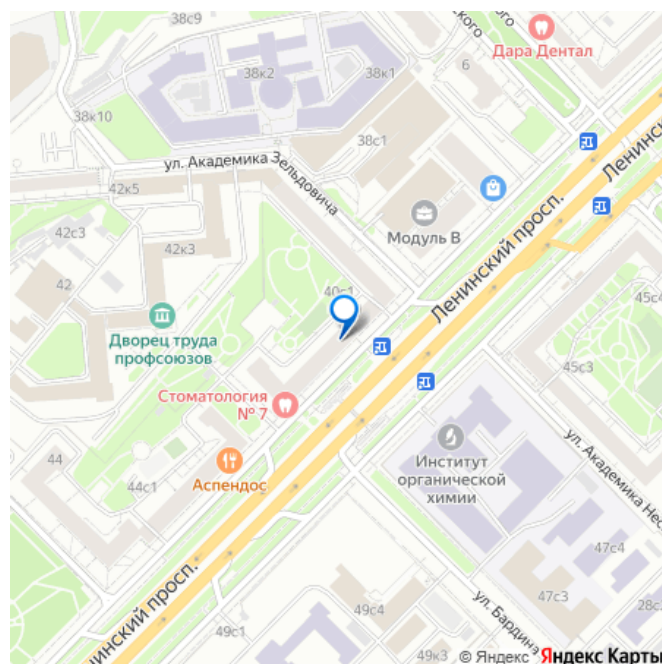 38с9
Дара Дентал
38к2
38к1
6
38с1
38к10
ул. Академика Зельдовича
42к5
Ленинский
Ленинский просп.
42с3
Модуль В
42к3
42
40с1
45с4
Дворец труда
профсоюзов
45с3
Стоматология
№ 7
ул. Академика Нес
Институт
органической
химии
44
Аспендос
44с1
47с4
нинский просп.
47с3
28с
ул. Бардина
49с4
49с1
49к3
© Яндекс Яндекс Карты